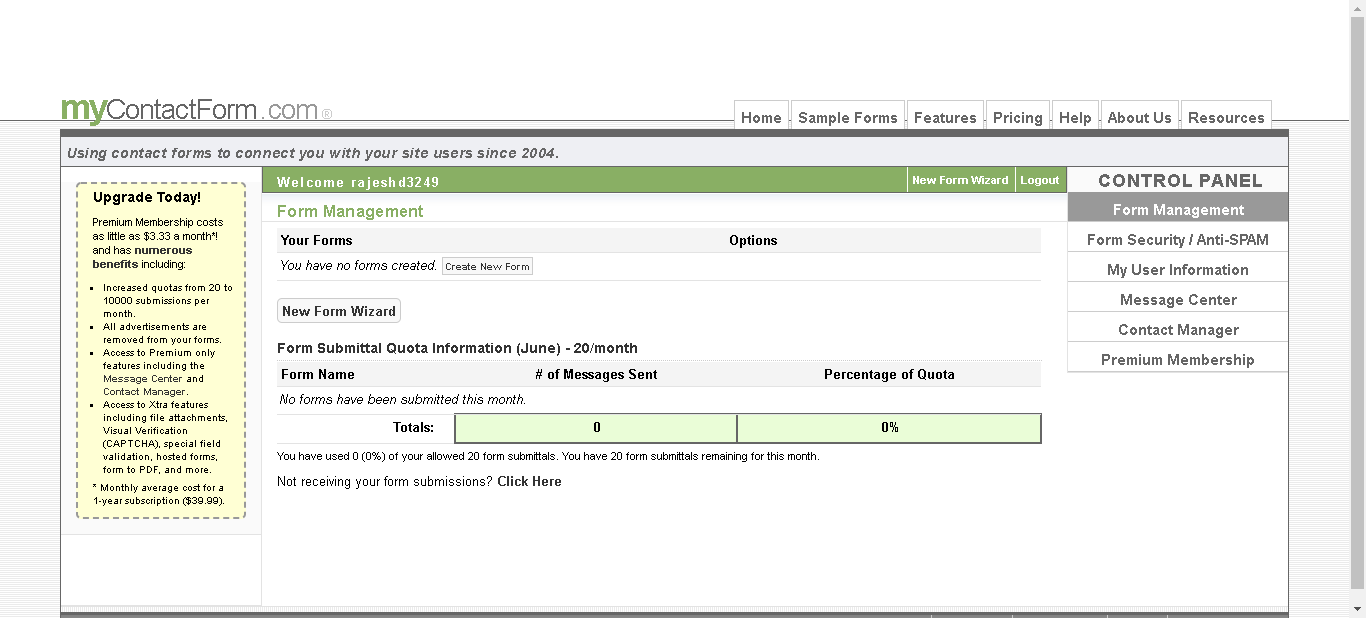 myContactForm.com®
Home Sample Forms Features Pricing Help About Us Resources
Using contact forms to connect you with your site users since 2004.
Upgrade Today!
Premium Membership costs
as little as $3.33 a month*!
and has numerous
benefits including:
Increased quotas from 20 to
10000 submissions per
month.
All advertisements are
removed from your forms.
Access to Premium only
features including the
Message Center and
Contact Manager.
Access to Xtra features
including file attachments,
Visual Verification
(CAPTCHA), special field
validation, hosted forms,
form to PDF, and more.
* Monthly average cost for a
1-year subscription ($39.99).
Welcome rajeshd3249
New Form Wizard Logout
Form Management
Your Forms Options
You have no forms created. Create New Form
New Form Wizard
Form Submittal Quota Information (June) - 20/month
Form Name # of Messages Sent Percentage of Quota
No forms have been submitted this month.
Totals: 0 0%
You have used 0 (0%) of your allowed 20 form submittals. You have 20 form submittals remaining for this month.
Not receiving your form submissions? Click Here
CONTROL PANEL
Form Management
Form Security / Anti-SPAM
My User Information
Message Center
Contact Manager
Premium Membership